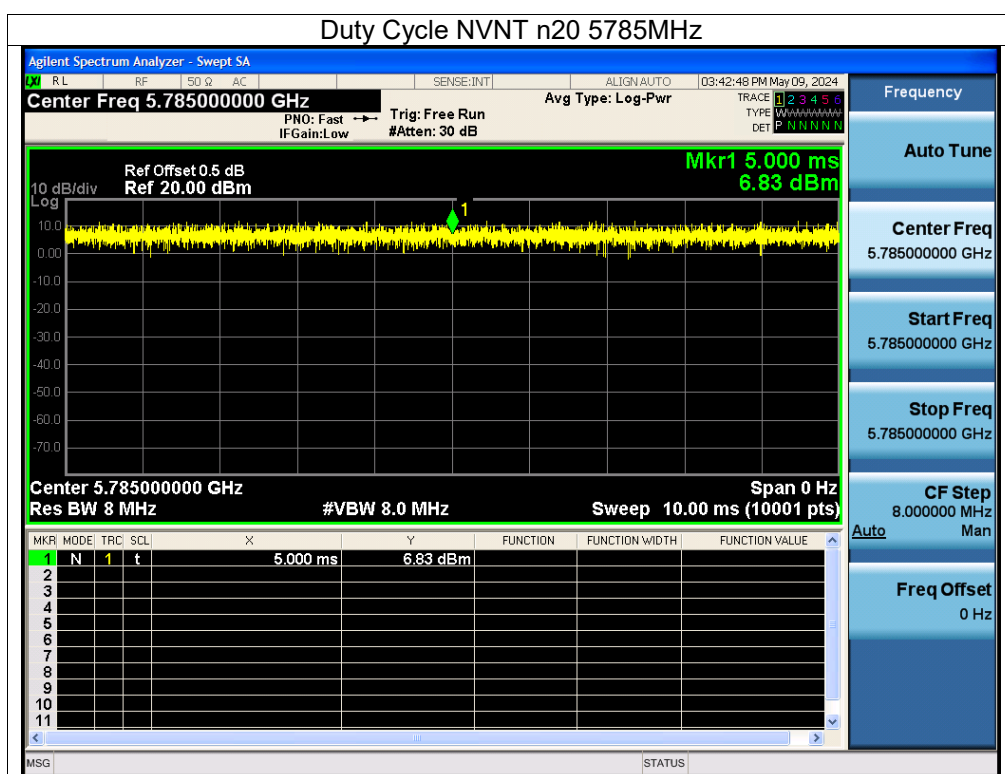 Duty Cycle NVNT n20 5785MHz
Agilent Spectrum Analyzer - Swept SA
LXI RL RF 50 Ω AC SENSE:INT ALIGN AUTO 03:42:48 PM May 09, 2024
Center Freq 5.785000000 GHz Avg Type: Log-Pwr TRACE 1 2 3 4 5 6
PNO: Fast Trig: Free Run TYPE WWWWWW
IFGain:Low #Atten: 30 dB DET P N N N N N
Frequency
Auto Tune
Center Freq
5.785000000 GHz
Start Freq
5.785000000 GHz
Stop Freq
5.785000000 GHz
CF Step
8.000000 MHz
Auto Man
Freq Offset
0 Hz
Mkr1 5.000 ms
6.83 dBm
Ref Offset 0.5 dB
10 dB/div Ref 20.00 dBm
Log
1
10.0
0.00
-10.0
-20.0
-30.0
-40.0
-50.0
-60.0
-70.0
Center 5.785000000 GHz Span 0 Hz
Res BW 8 MHz #VBW 8.0 MHz Sweep 10.00 ms (10001 pts)
MKR MODE TRC SCL X Y FUNCTION FUNCTION WIDTH FUNCTION VALUE
1 N 1 t 5.000 ms 6.83 dBm
2
3
4
5
6
7
8
9
10
11
MSG STATUS